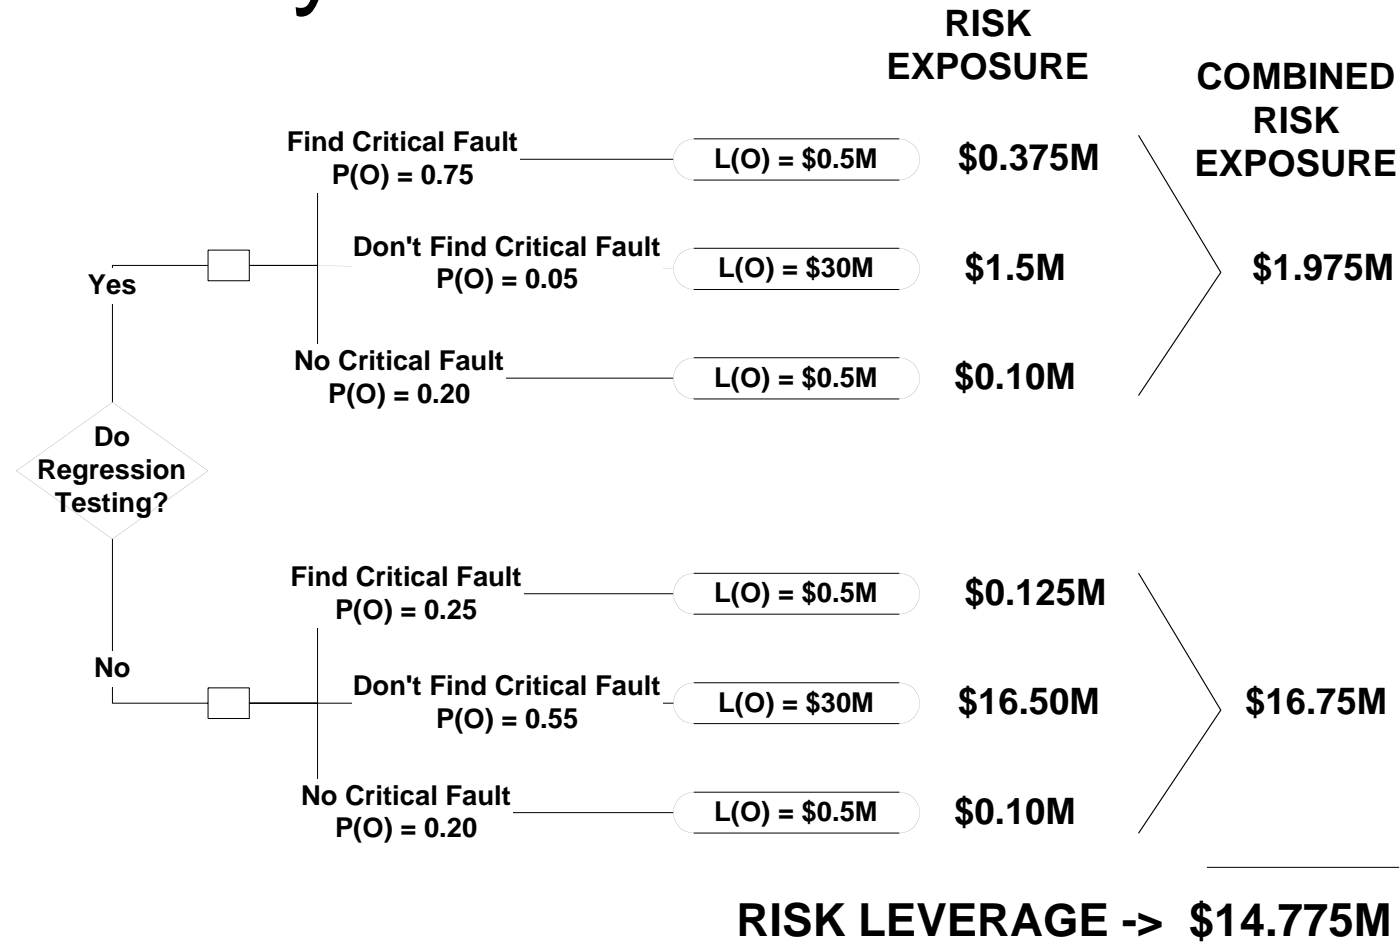 RISK
EXPOSURE
COMBINED
RISK
EXPOSURE
Find Critical Fault
P(O) = 0.75
L(O) = $0.5M
$0.375M
Don't Find Critical Fault
P(O) = 0.05
L(O) = $30M
$1.5M
$1.975M
Yes
No Critical Fault
P(O) = 0.20
L(O) = $0.5M
$0.10M
Do
Regression
Testing?
Find Critical Fault
P(O) = 0.25
L(O) = $0.5M
$0.125M
No
Don't Find Critical Fault
P(O) = 0.55
L(O) = $30M
$16.50M
$16.75M
No Critical Fault
P(O) = 0.20
L(O) = $0.5M
$0.10M
RISK LEVERAGE -> $14.775M